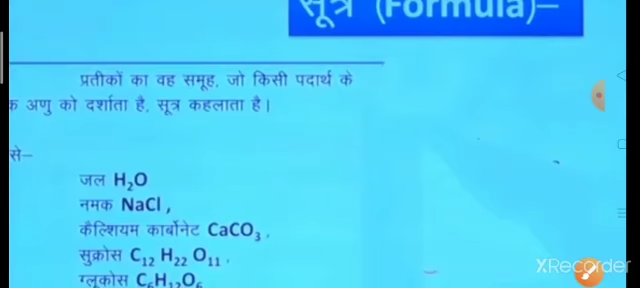 सूत्र (Formula)–
प्रतीकों का वह समूह, जो किसी पदार्थ के
क अणु को दर्शाता है, सूत्र कहलाता है।
से–
जल H₂O
नमक NaCl ,
कैल्शियम कार्बोनेट CaCO₃ ,
सुक्रोस C₁₂ H₂₂ O₁₁ ,
ग्लूकोस C₆H₁₂O₆
XRecorder